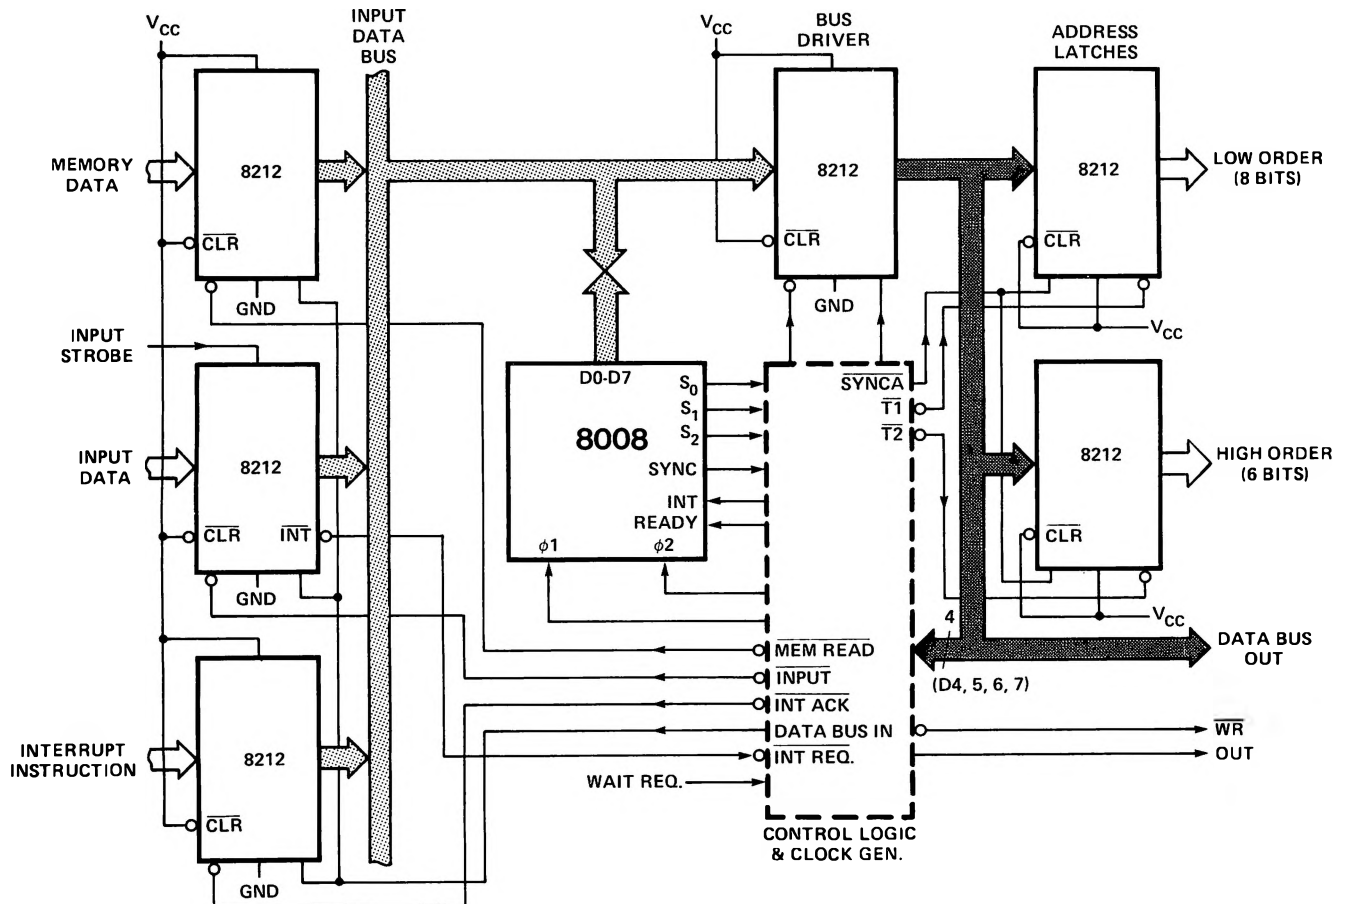 VCC
INPUT
DATA
BUS
VCC
BUS
DRIVER
ADDRESS
LATCHES
MEMORY
DATA
8212
CLR
GND
8212
CLR
GND
8212
CLR
VCC
LOW ORDER
(8 BITS)
INPUT
STROBE
INPUT
DATA
8212
CLR
INT
GND
D0-D7
8008
S0
S1
S2
SYNC
INT
READY
φ1
φ2
SYNCA
T1
T2
8212
CLR
VCC
HIGH ORDER
(6 BITS)
4
(D4, 5, 6, 7)
DATA BUS
OUT
MEM READ
INPUT
INT ACK
DATA BUS IN
INT REQ.
WAIT REQ.
WR
OUT
INTERRUPT
INSTRUCTION
8212
CLR
GND
CONTROL LOGIC
& CLOCK GEN.